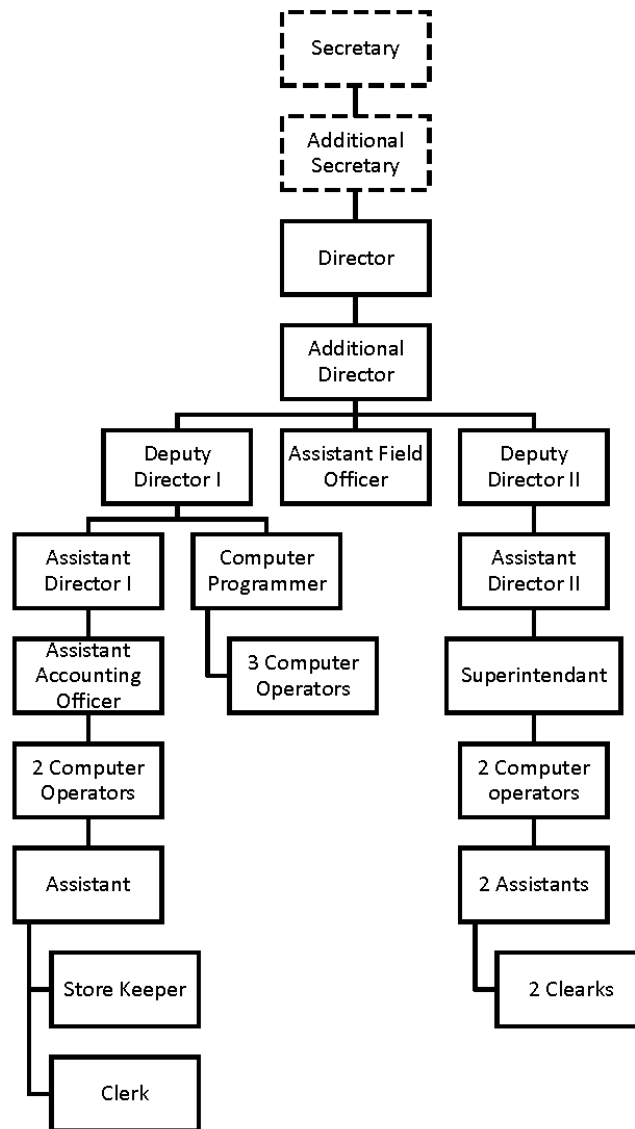 Secretary
Additional
Secretary
Director
Additional
Director
Deputy
Director I
Assistant Field
Officer
Deputy
Director II
Assistant
Director I
Computer
Programmer
Assistant
Director II
Assistant
Accounting
Officer
3 Computer
Operators
Superintendant
2 Computer
Operators
2 Computer
operators
Assistant
2 Assistants
Store Keeper
2 Clearks
Clerk